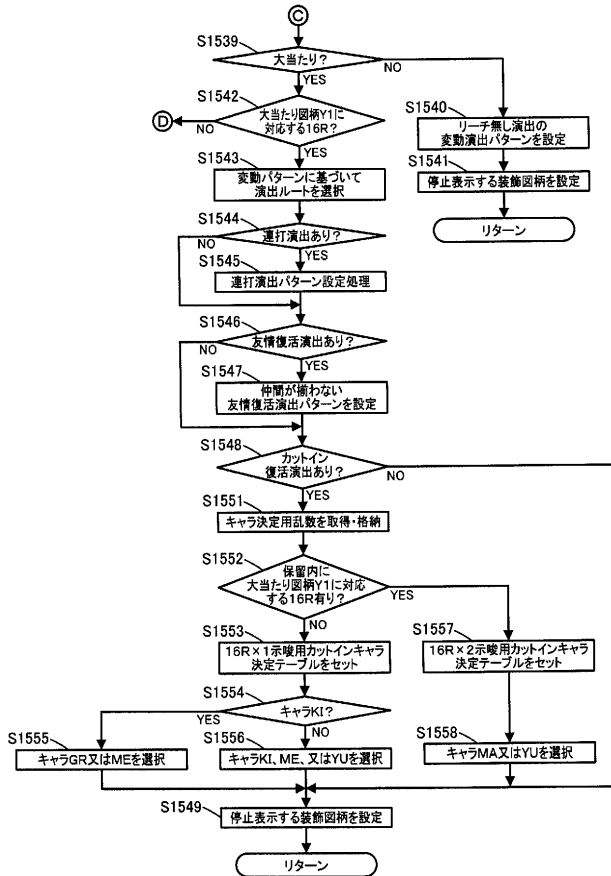 C
S1539
大当たり？
NO
YES
S1542
大当たり図柄Y1に
対応する16R？
D
NO
YES
S1540
リーチ無し演出の
変動演出パターンを設定
S1541
停止表示する装飾図柄を設定
リターン
S1543
変動パターンに基づいて
演出ルートを選択
S1544
連打演出あり？
NO
YES
S1545
連打演出パターン設定処理
S1546
友情復活演出あり？
NO
YES
S1547
仲間が揃わない
友情復活演出パターンを設定
S1548
カットイン
復活演出あり？
NO
YES
S1551
キャラ決定用乱数を取得・格納
S1552
保留内に
大当たり図柄Y1に対応
する16R有り？
YES
NO
S1553
16R×1示唆用カットインキャラ
決定テーブルをセット
S1557
16R×2示唆用カットインキャラ
決定テーブルをセット
S1554
キャラKI？
YES
NO
S1555
キャラGR又はMEを選択
S1556
キャラKI、ME、又はYUを選択
S1558
キャラMA又はYUを選択
S1549
停止表示する装飾図柄を設定
リターン